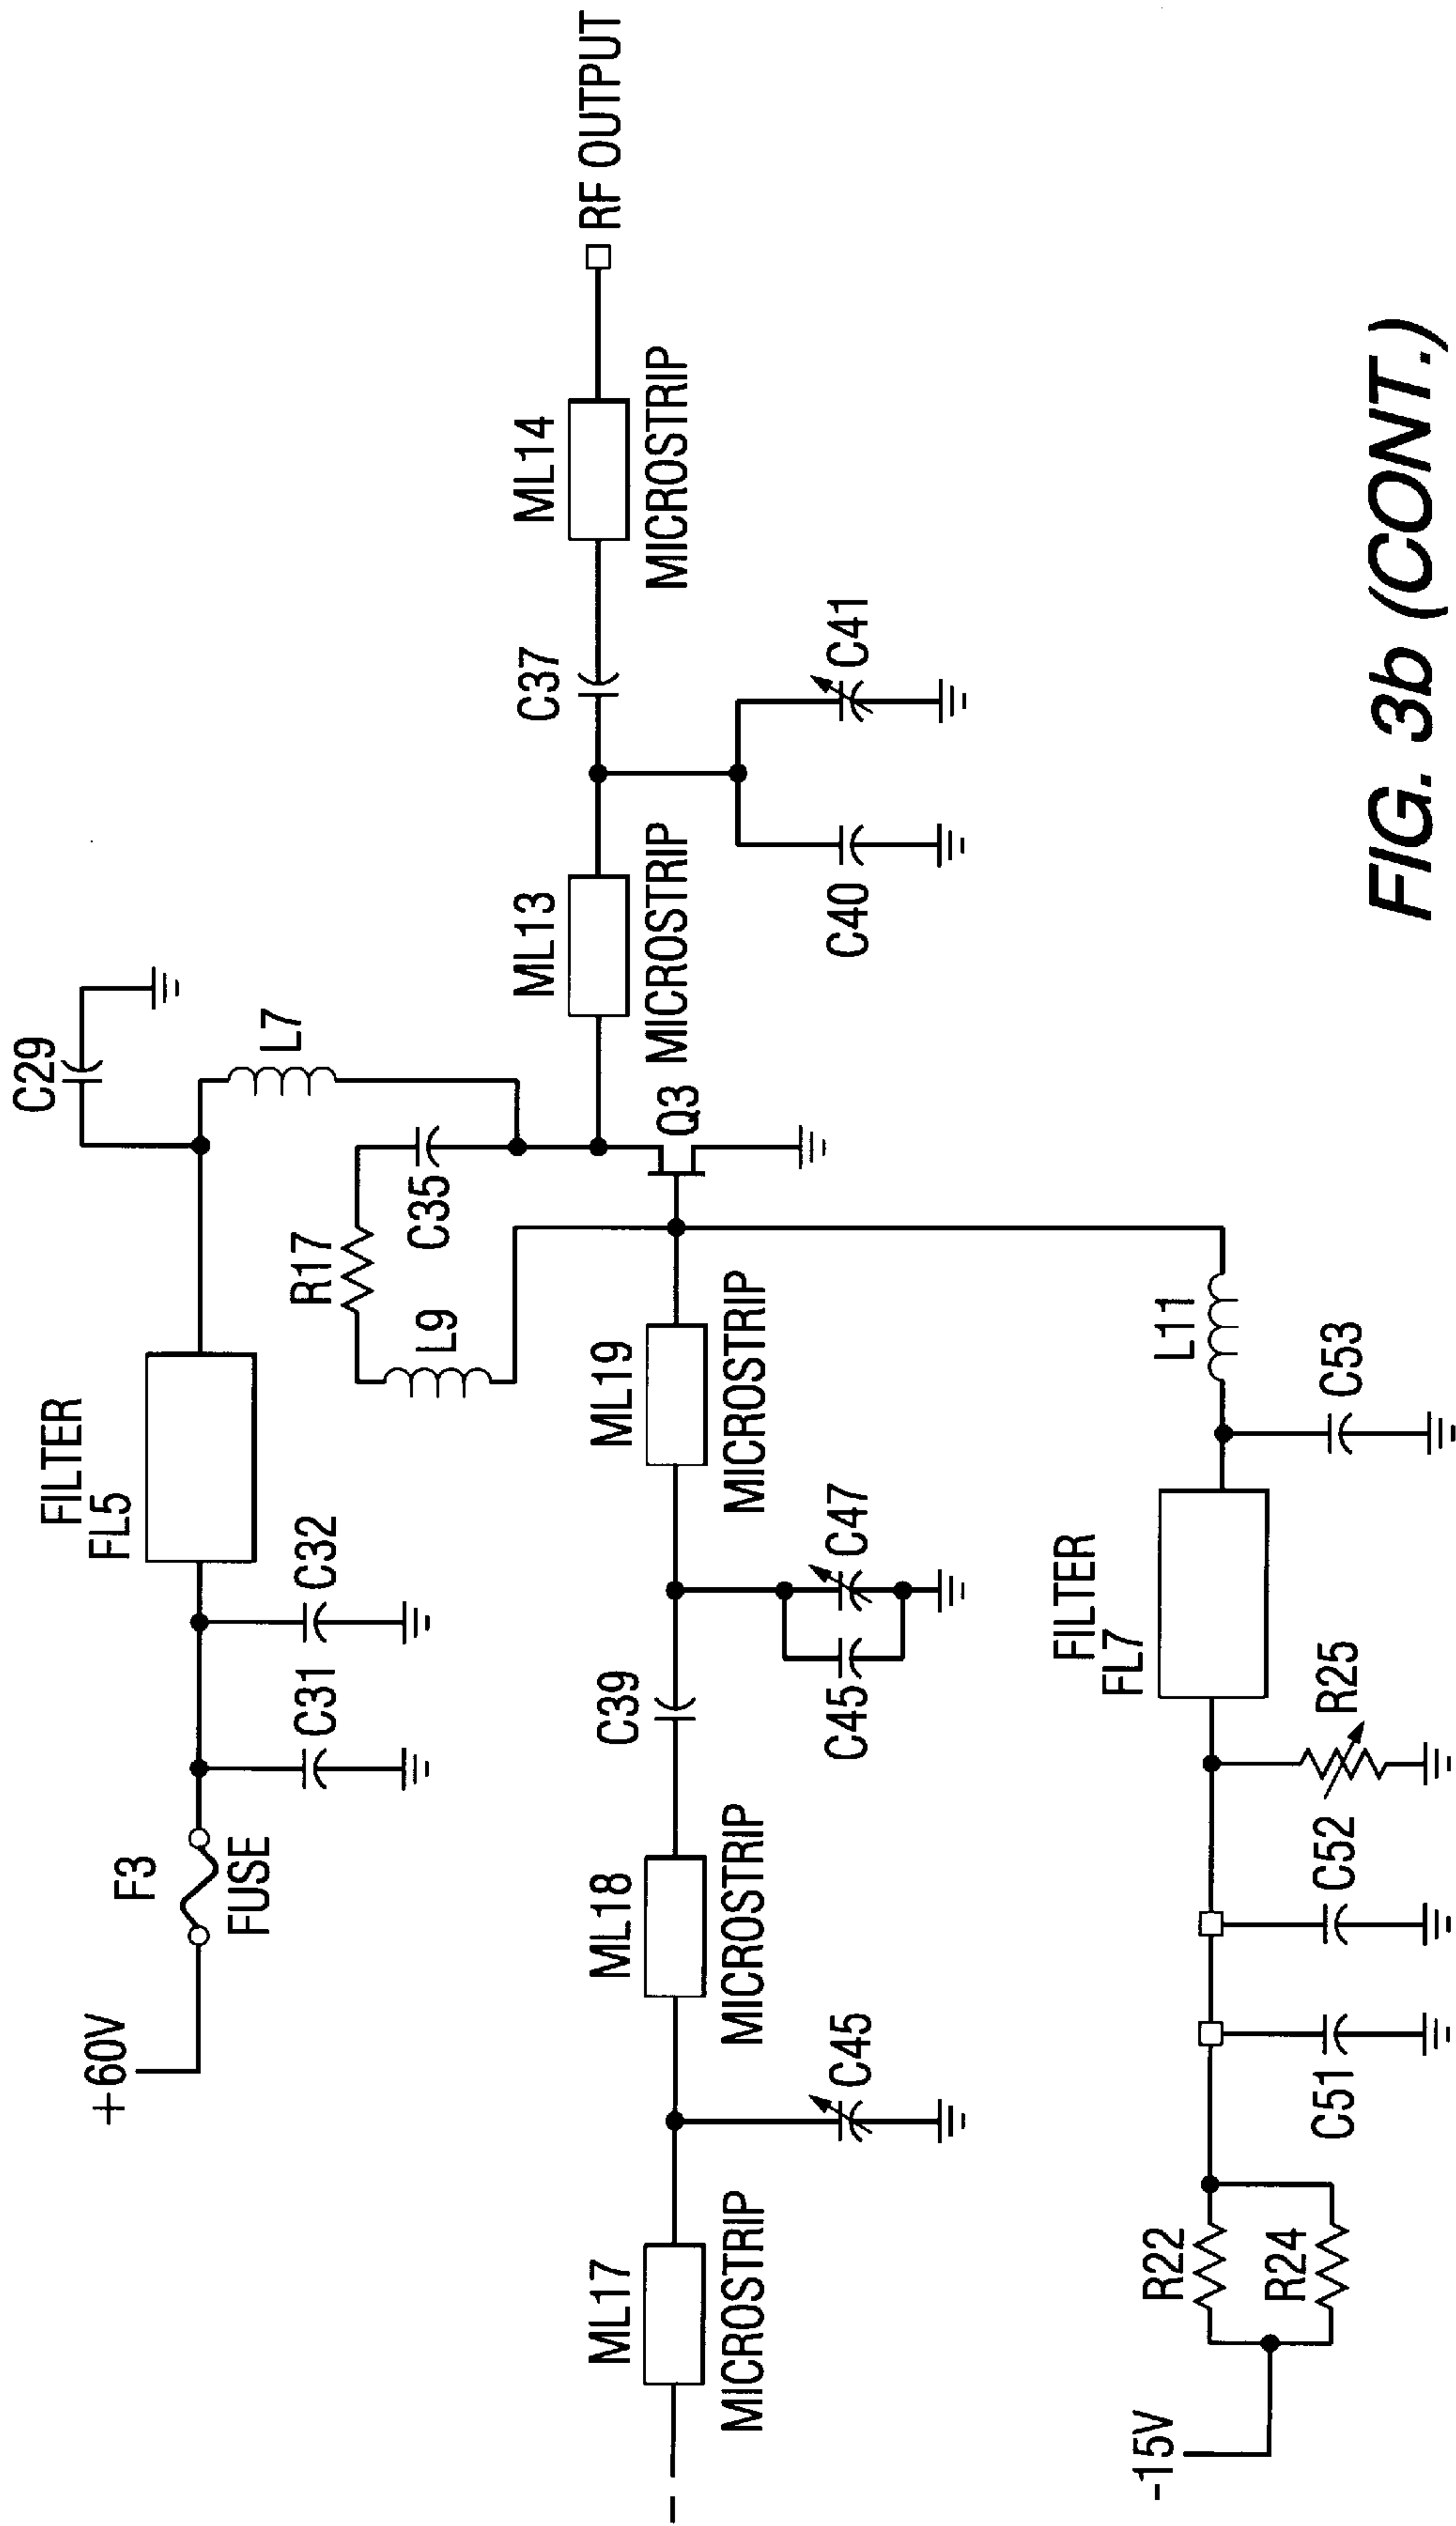 +60V
F3
FUSE
C31
C32
FILTER
FL5
C29
L7
R17
C35
L9
Q3
ML17
MICROSTRIP
C45
ML18
MICROSTRIP
C39
C45
C47
ML19
MICROSTRIP
ML13
MICROSTRIP
C40
C41
C37
ML14
MICROSTRIP
RF OUTPUT
-15V
R22
R24
C51
C52
R25
FILTER
FL7
C53
L11
FIG. 3b (CONT.)